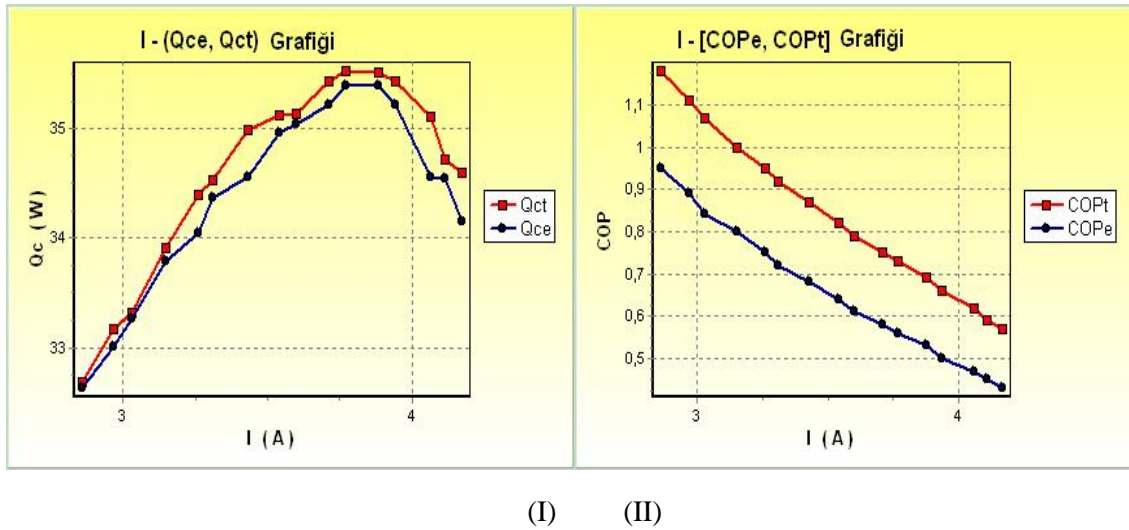 I - (Qce, Qct) Grafiği
35
34
33
Qc (W)
3
4
I (A)
Qct
Qce
I - [COPe, COPt] Grafiği
1,1
1
0,9
0,8
0,7
0,6
0,5
COP
3
4
I (A)
COPt
COPe
(I) (II)